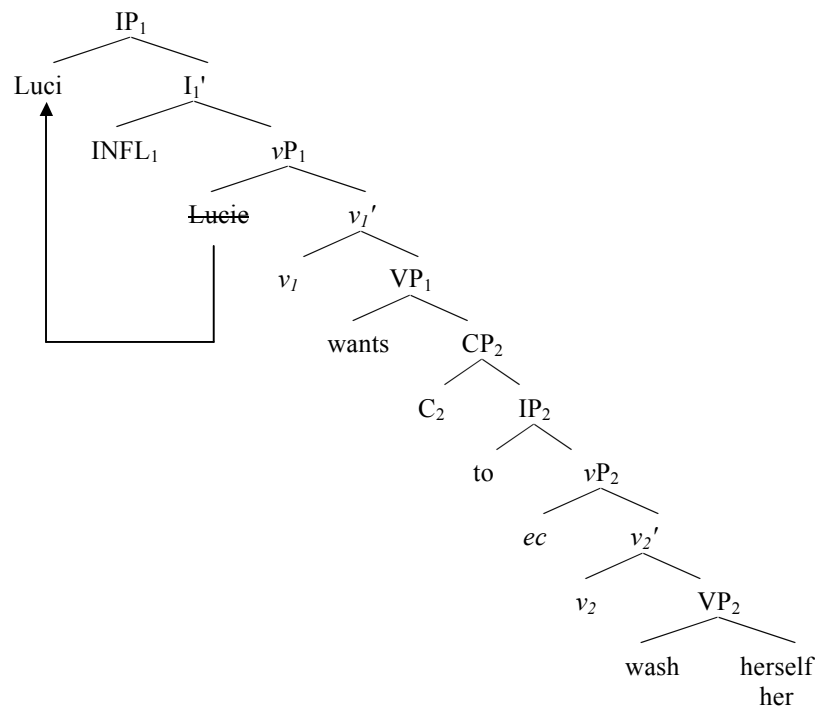 IP₁
Luci I₁'
INFL₁ vP₁
Lucie v₁'
v₁ VP₁
wants CP₂
C₂ IP₂
to vP₂
ec v₂'
v₂ VP₂
wash herself
her